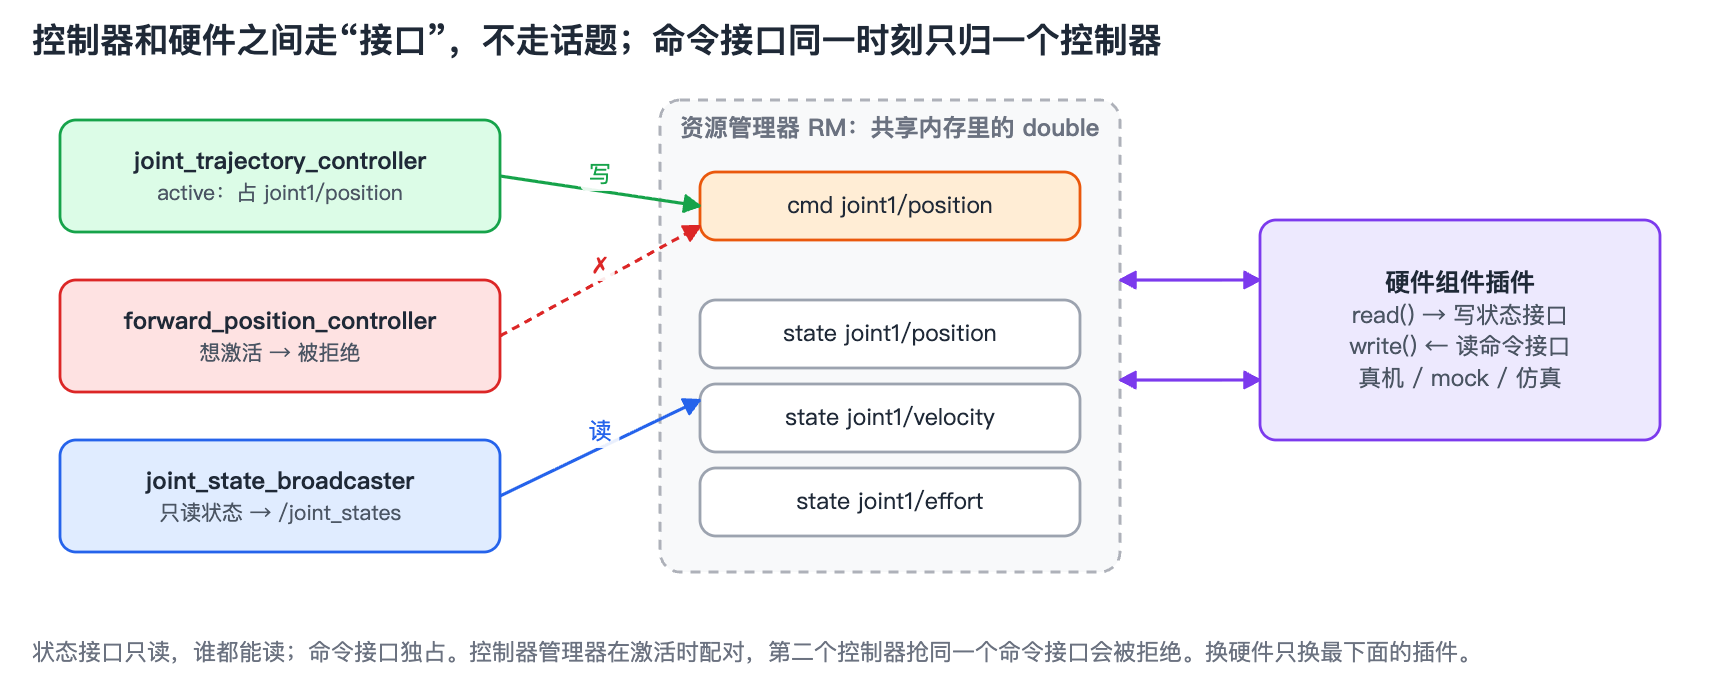 控制器和硬件之间走“接口”，不走话题；命令接口同一时刻只归一个控制器
joint_trajectory_controller
active：占 joint1/position
写
forward_position_controller
想激活 → 被拒绝
✗
joint_state_broadcaster
只读状态 → /joint_states
读
资源管理器 RM：共享内存里的 double
cmd joint1/position
state joint1/position
state joint1/velocity
state joint1/effort
硬件组件插件
read() → 写状态接口
write() ← 读命令接口
真机 / mock / 仿真
状态接口只读，谁都能读；命令接口独占。控制器管理器在激活时配对，第二个控制器抢同一个命令接口会被拒绝。换硬件只换最下面的插件。